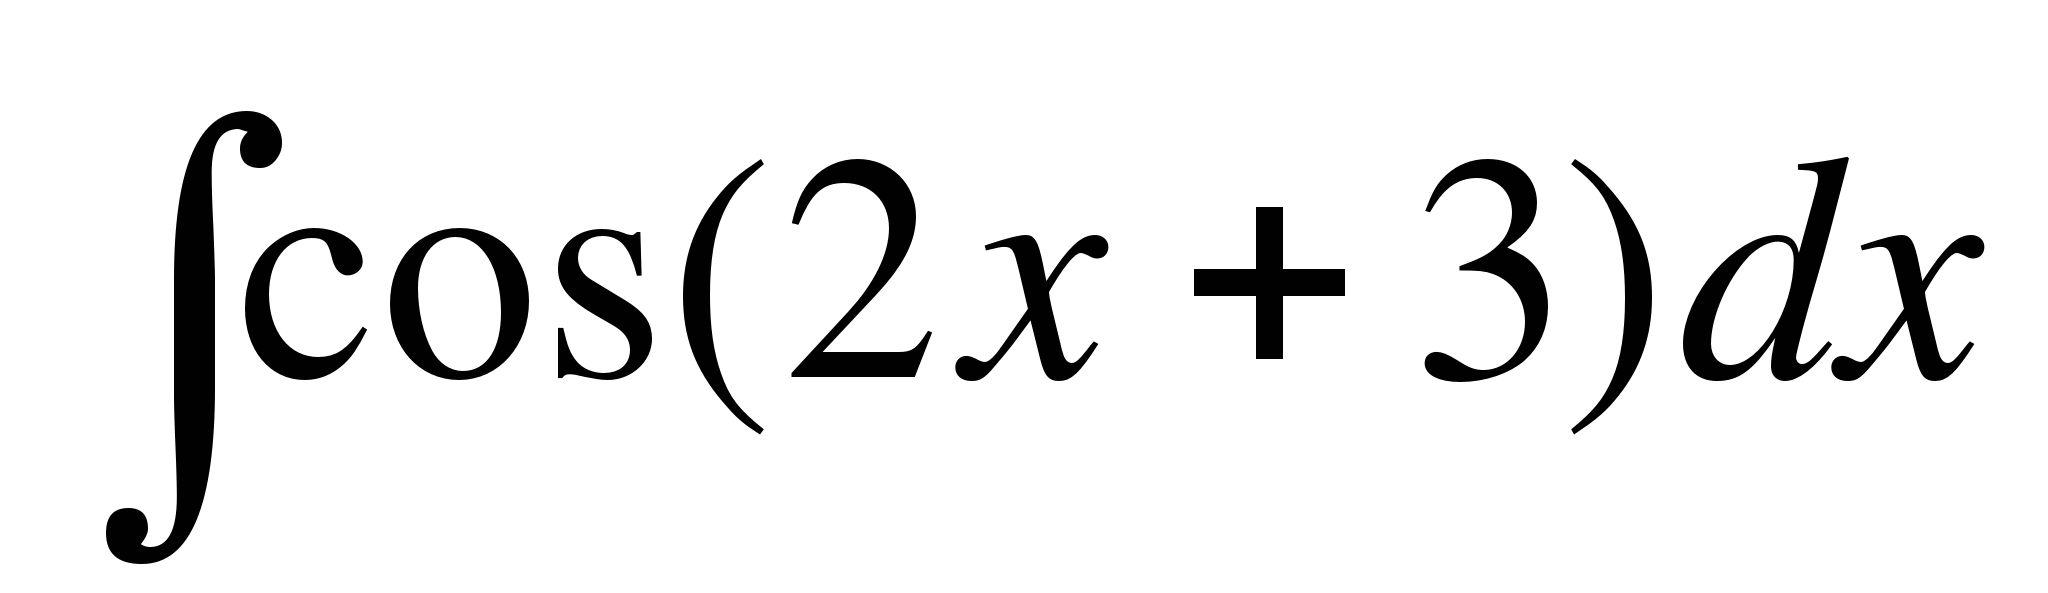 ∫cos(2x + 3)dx